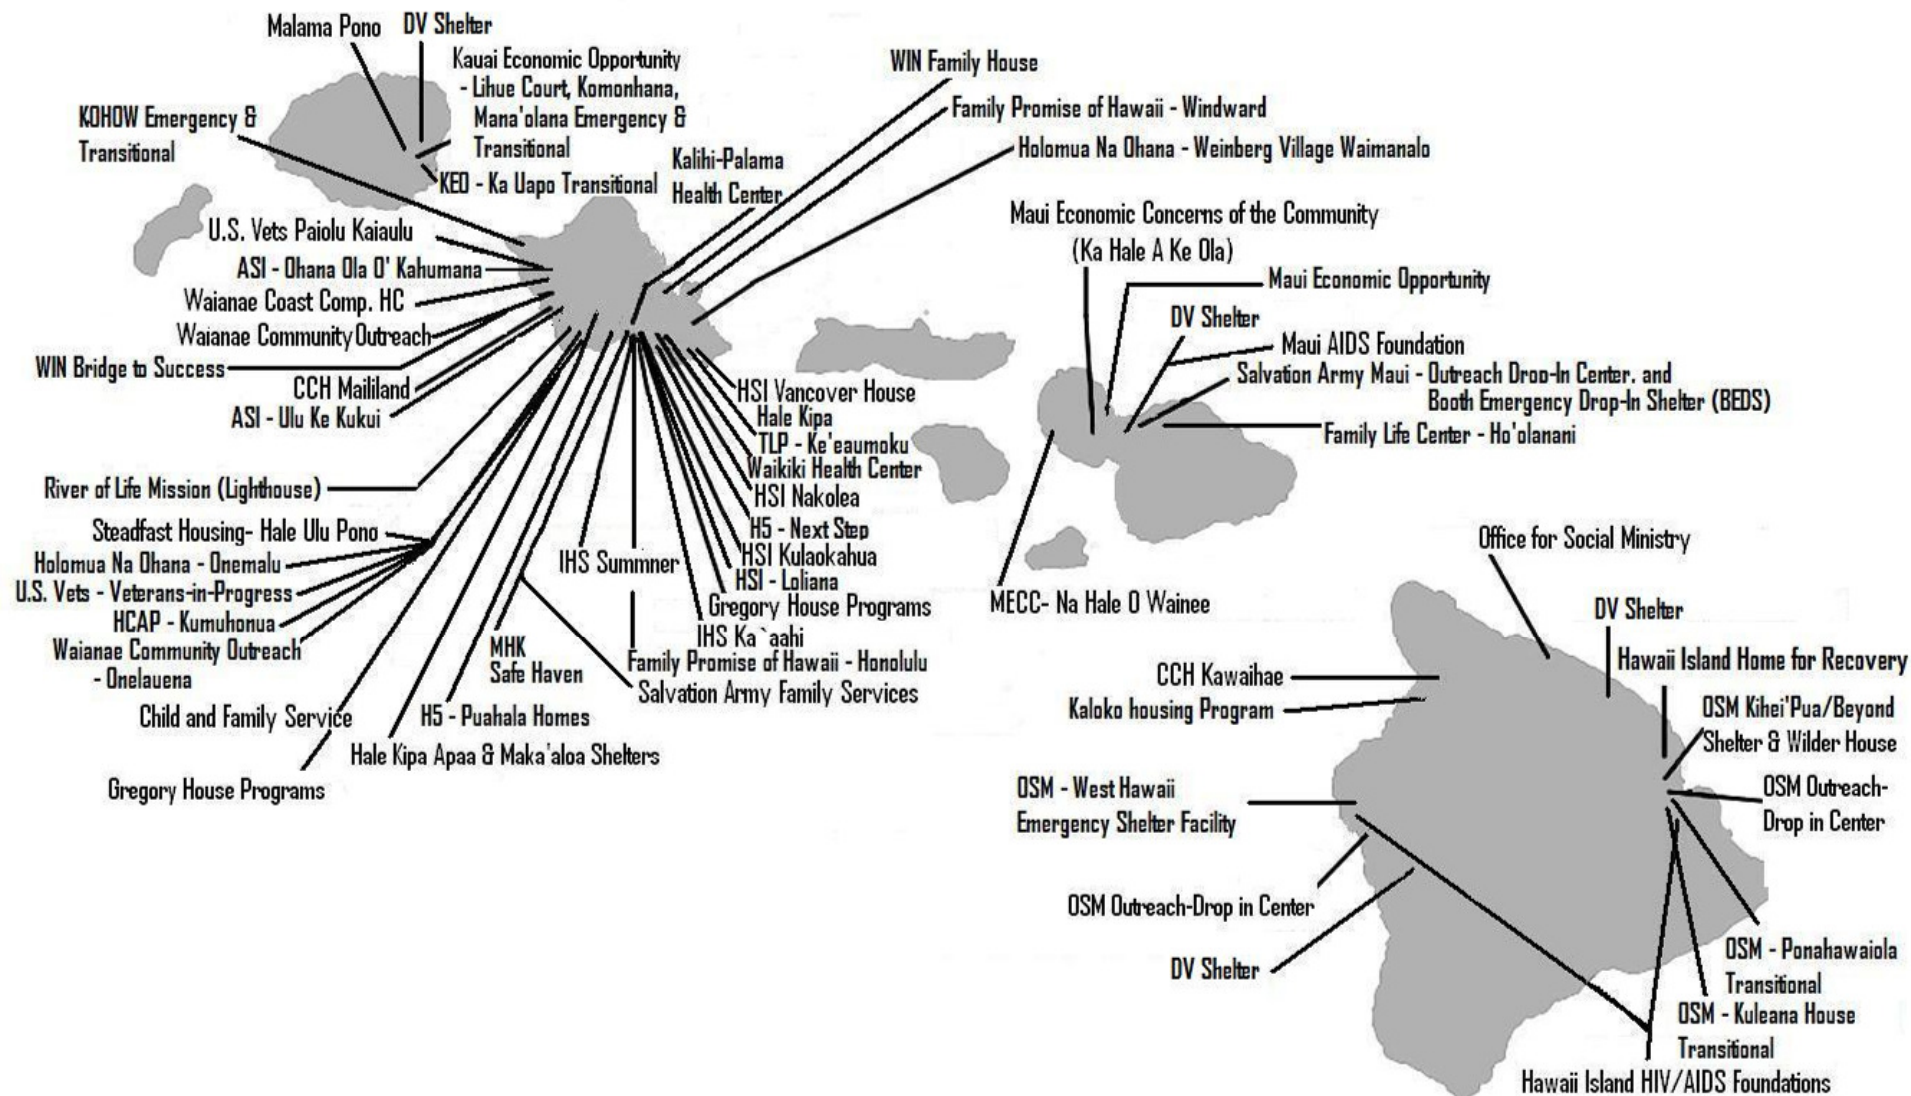 Malama Pono
DV Shelter
Kauai Economic Opportunity
- Lihue Court, Komonhana,
Mana'olana Emergency &
Transitional
KEO - Ka Uapo Transitional
KOHOW Emergency &
Transitional
WIN Family House
Family Promise of Hawaii - Windward
Holomua Na Ohana - Weinberg Village Waimanalo
Kalihi-Palama
Health Center
U.S. Vets Paiolu Kaiaulu
ASI - Ohana Ola O' Kahumana
Waianae Coast Comp. HC
Waianae Community Outreach
WIN Bridge to Success
CCH Maililand
ASI - Ulu Ke Kukui
River of Life Mission (Lighthouse)
Steadfast Housing- Hale Ulu Pono
Holomua Na Ohana - Onemalu
U.S. Vets - Veterans-in-Progress
HCAP - Kumuhonua
Waianae Community Outreach
- Onelauena
Child and Family Service
Gregory House Programs
Hale Kipa Apaa & Maka'aloa Shelters
H5 - Puahala Homes
MHK
Safe Haven
IHS Summner
Family Promise of Hawaii - Honolulu
Salvation Army Family Services
IHS Ka`aahi
Gregory House Programs
HSI - Loliana
HSI Kulaokahua
H5 - Next Step
HSI Nakolea
Waikiki Health Center
TLP - Ke'eaumoku
Hale Kipa
HSI Vancover House
Maui Economic Concerns of the Community
(Ka Hale A Ke Ola)
Maui Economic Opportunity
DV Shelter
Maui AIDS Foundation
Salvation Army Maui - Outreach Drop-In Center. and
Booth Emergency Drop-In Shelter (BEDS)
Family Life Center - Ho'olanani
MECC- Na Hale O Wainee
Office for Social Ministry
DV Shelter
Hawaii Island Home for Recovery
OSM Kihei'Pua/Beyond
Shelter & Wilder House
OSM Outreach-
Drop in Center
CCH Kawaihae
Kaloko housing Program
OSM - West Hawaii
Emergency Shelter Facility
OSM Outreach-Drop in Center
DV Shelter
OSM - Ponahawaiola
Transitional
OSM - Kuleana House
Transitional
Hawaii Island HIV/AIDS Foundations